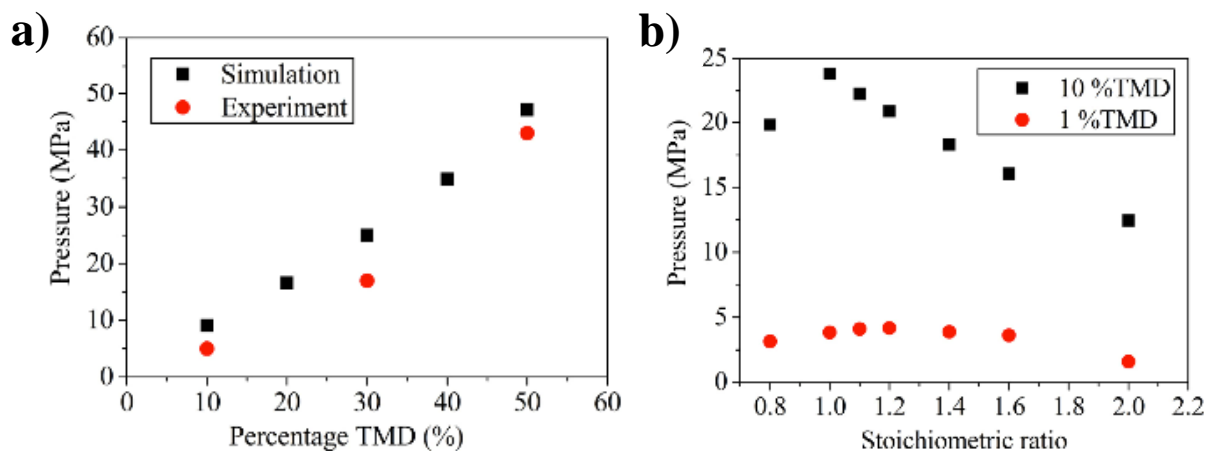 a)
60
50
40
30
20
10
0
Pressure (MPa)
Simulation
Experiment
0 10 20 30 40 50 60
Percentage TMD (%)
b)
25
20
15
10
5
0
Pressure (MPa)
10 %TMD
1 %TMD
0.8 1.0 1.2 1.4 1.6 1.8 2.0 2.2
Stoichiometric ratio